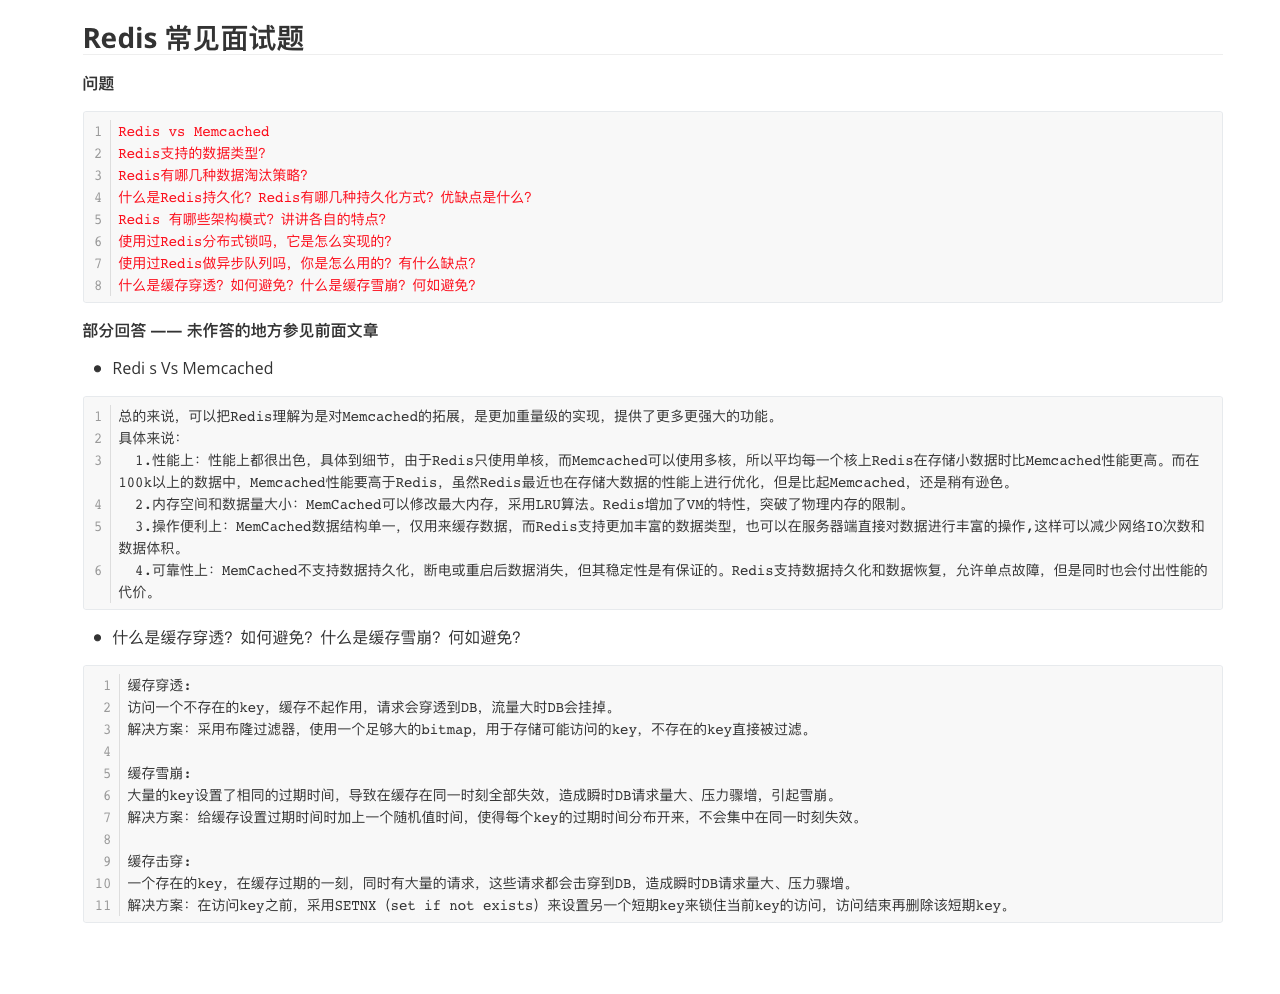 Redis 常见面试题
问题
1 Redis vs Memcached
2 Redis支持的数据类型？
3 Redis有哪几种数据淘汰策略？
4 什么是Redis持久化？Redis有哪几种持久化方式？优缺点是什么？
5 Redis 有哪些架构模式？讲讲各自的特点？
6 使用过Redis分布式锁吗，它是怎么实现的？
7 使用过Redis做异步队列吗，你是怎么用的？有什么缺点？
8 什么是缓存穿透？如何避免？什么是缓存雪崩？何如避免？
部分回答 —— 未作答的地方参见前面文章
● Redi s Vs Memcached
1 总的来说，可以把Redis理解为是对Memcached的拓展，是更加重量级的实现，提供了更多更强大的功能。
2 具体来说：
3 1.性能上：性能上都很出色，具体到细节，由于Redis只使用单核，而Memcached可以使用多核，所以平均每一个核上Redis在存储小数据时比Memcached性能更高。而在
100k以上的数据中，Memcached性能要高于Redis，虽然Redis最近也在存储大数据的性能上进行优化，但是比起Memcached，还是稍有逊色。
4 2.内存空间和数据量大小：MemCached可以修改最大内存，采用LRU算法。Redis增加了VM的特性，突破了物理内存的限制。
5 3.操作便利上：MemCached数据结构单一，仅用来缓存数据，而Redis支持更加丰富的数据类型，也可以在服务器端直接对数据进行丰富的操作,这样可以减少网络IO次数和
数据体积。
6 4.可靠性上：MemCached不支持数据持久化，断电或重启后数据消失，但其稳定性是有保证的。Redis支持数据持久化和数据恢复，允许单点故障，但是同时也会付出性能的
代价。
● 什么是缓存穿透？如何避免？什么是缓存雪崩？何如避免？
1 缓存穿透:
2 访问一个不存在的key，缓存不起作用，请求会穿透到DB，流量大时DB会挂掉。
3 解决方案：采用布隆过滤器，使用一个足够大的bitmap，用于存储可能访问的key，不存在的key直接被过滤。
4
5 缓存雪崩:
6 大量的key设置了相同的过期时间，导致在缓存在同一时刻全部失效，造成瞬时DB请求量大、压力骤增，引起雪崩。
7 解决方案：给缓存设置过期时间时加上一个随机值时间，使得每个key的过期时间分布开来，不会集中在同一时刻失效。
8
9 缓存击穿:
10 一个存在的key，在缓存过期的一刻，同时有大量的请求，这些请求都会击穿到DB，造成瞬时DB请求量大、压力骤增。
11 解决方案：在访问key之前，采用SETNX（set if not exists）来设置另一个短期key来锁住当前key的访问，访问结束再删除该短期key。